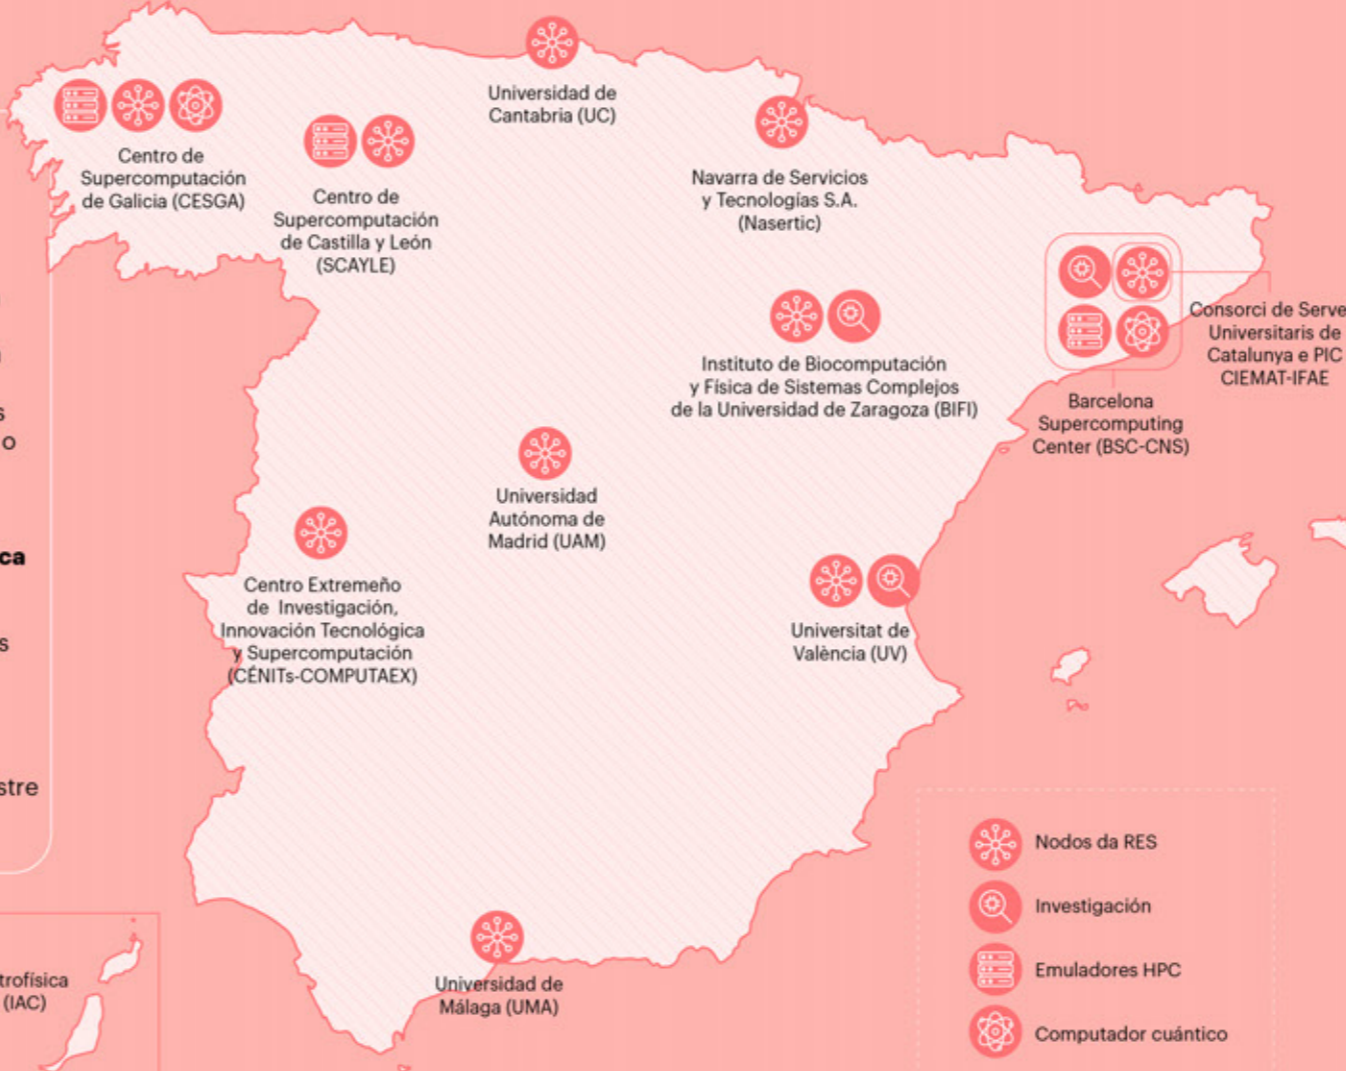 Universidad de
Cantabria (UC)
Centro de
Supercomputación
de Galicia (CESGA)
Centro de
Supercomputación
de Castilla y León
(SCAYLE)
Navarra de Servicios
y Tecnologías S.A.
(Nasertic)
Consorci de Serve
Universitaris de
Catalunya e PIC
CIEMAT-IFAE
Instituto de Biocomputación
y Física de Sistemas Complejos
de la Universidad de Zaragoza (BIFI)
Barcelona
Supercomputing
Center (BSC-CNS)
s
o
Universidad
Autónoma de
Madrid (UAM)
ca
Centro Extremeño
de Investigación,
Innovación Tecnológica
y Supercomputación
(CÉNITs-COMPUTAEX)
Universitat de
València (UV)
s
stre
Nodos da RES
Investigación
Emuladores HPC
Computador cuántico
trofísica
(IAC)
Universidad de
Málaga (UMA)